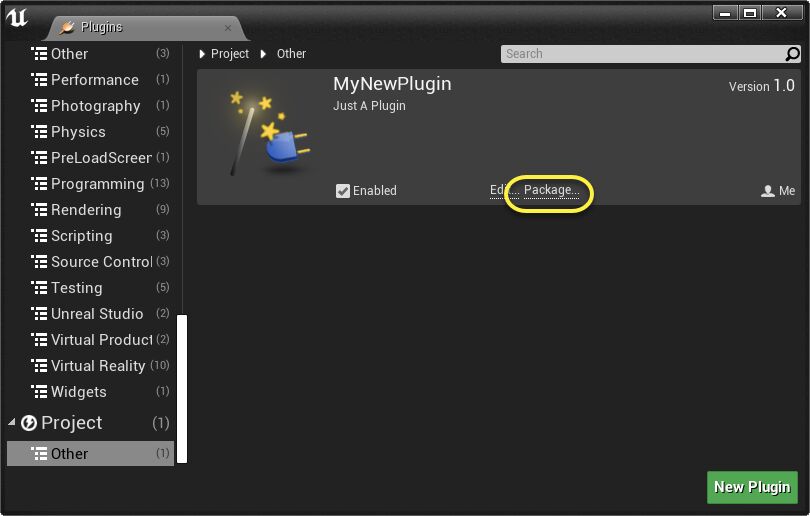 Plugins
Other (3)
Performance (1)
Photography (1)
Physics (5)
PreLoadScreen (1)
Programming (13)
Rendering (9)
Scripting (3)
Source Control (3)
Testing (5)
Unreal Studio (2)
Virtual Product (2)
Virtual Reality (10)
Widgets (1)
Project (1)
Other (1)
Project Other
Search
MyNewPlugin
Version 1.0
Just A Plugin
Enabled
Edit... Package...
Me
New Plugin